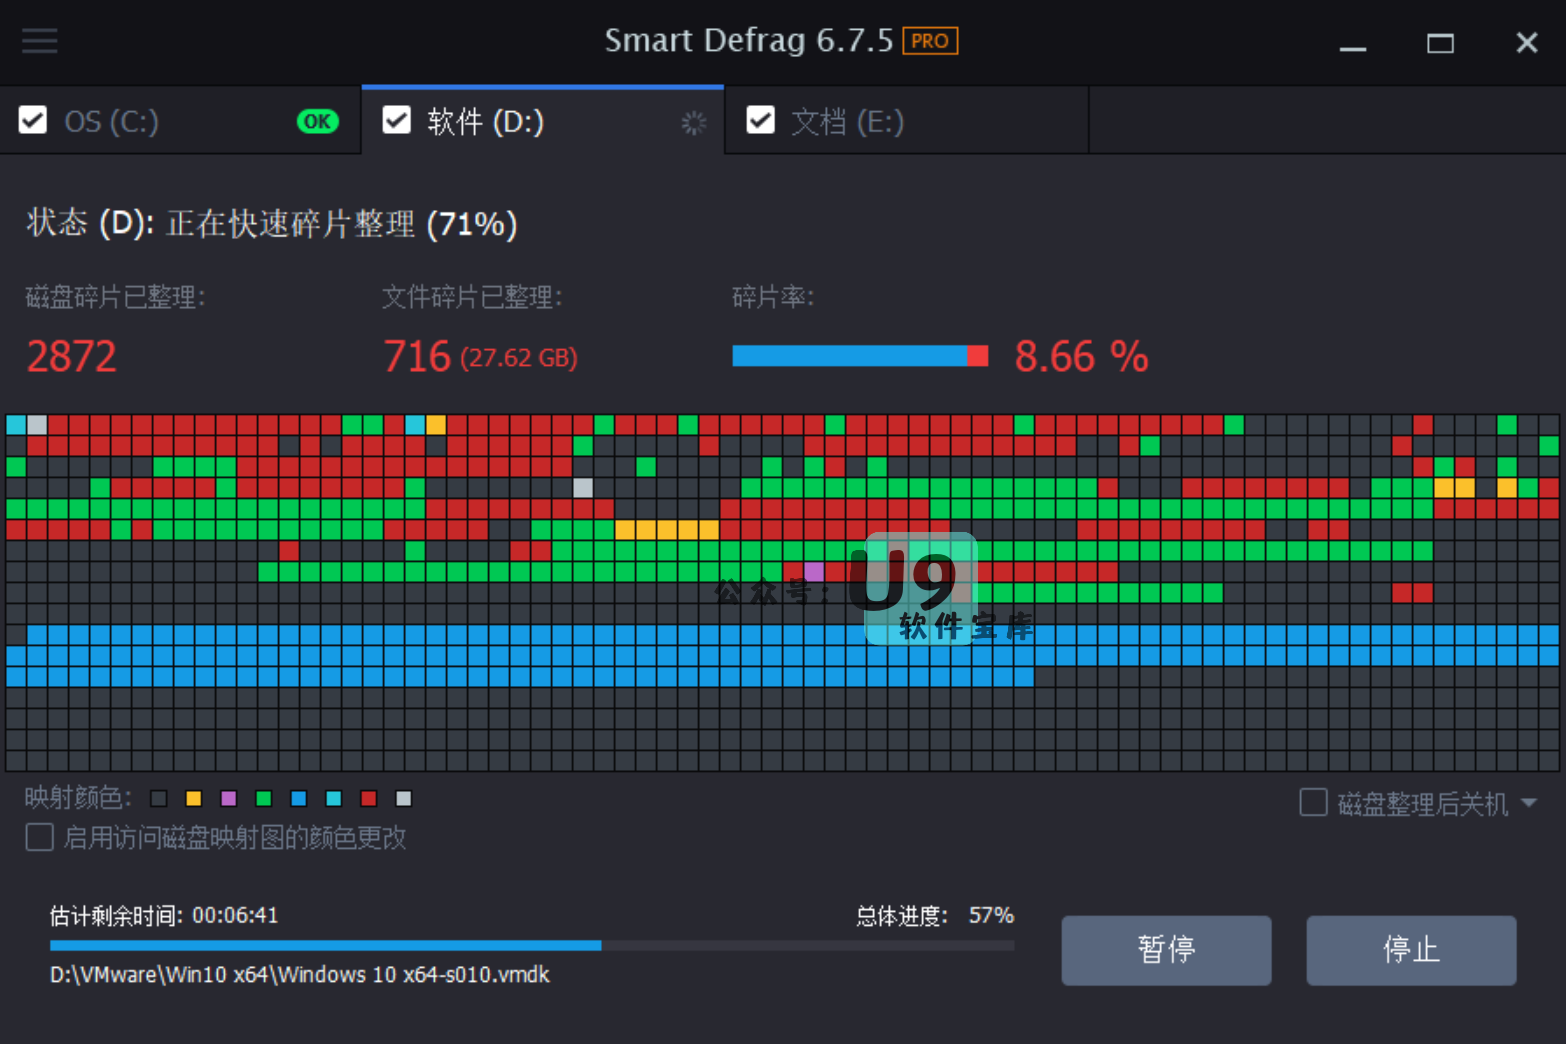 Smart Defrag 6.7.5 PRO
OS (C:) OK 软件 (D:) 文档 (E:)
状态 (D): 正在快速碎片整理 (71%)
磁盘碎片已整理: 文件碎片已整理: 碎片率:
2872 716 (27.62 GB) 8.66 %
公众号: U9
软件宝库
映射颜色: 磁盘整理后关机
启用访问磁盘映射图的颜色更改
估计剩余时间: 00:06:41 总体进度: 57%
暂停 停止
D:\VMware\Win10 x64\Windows 10 x64-s010.vmdk